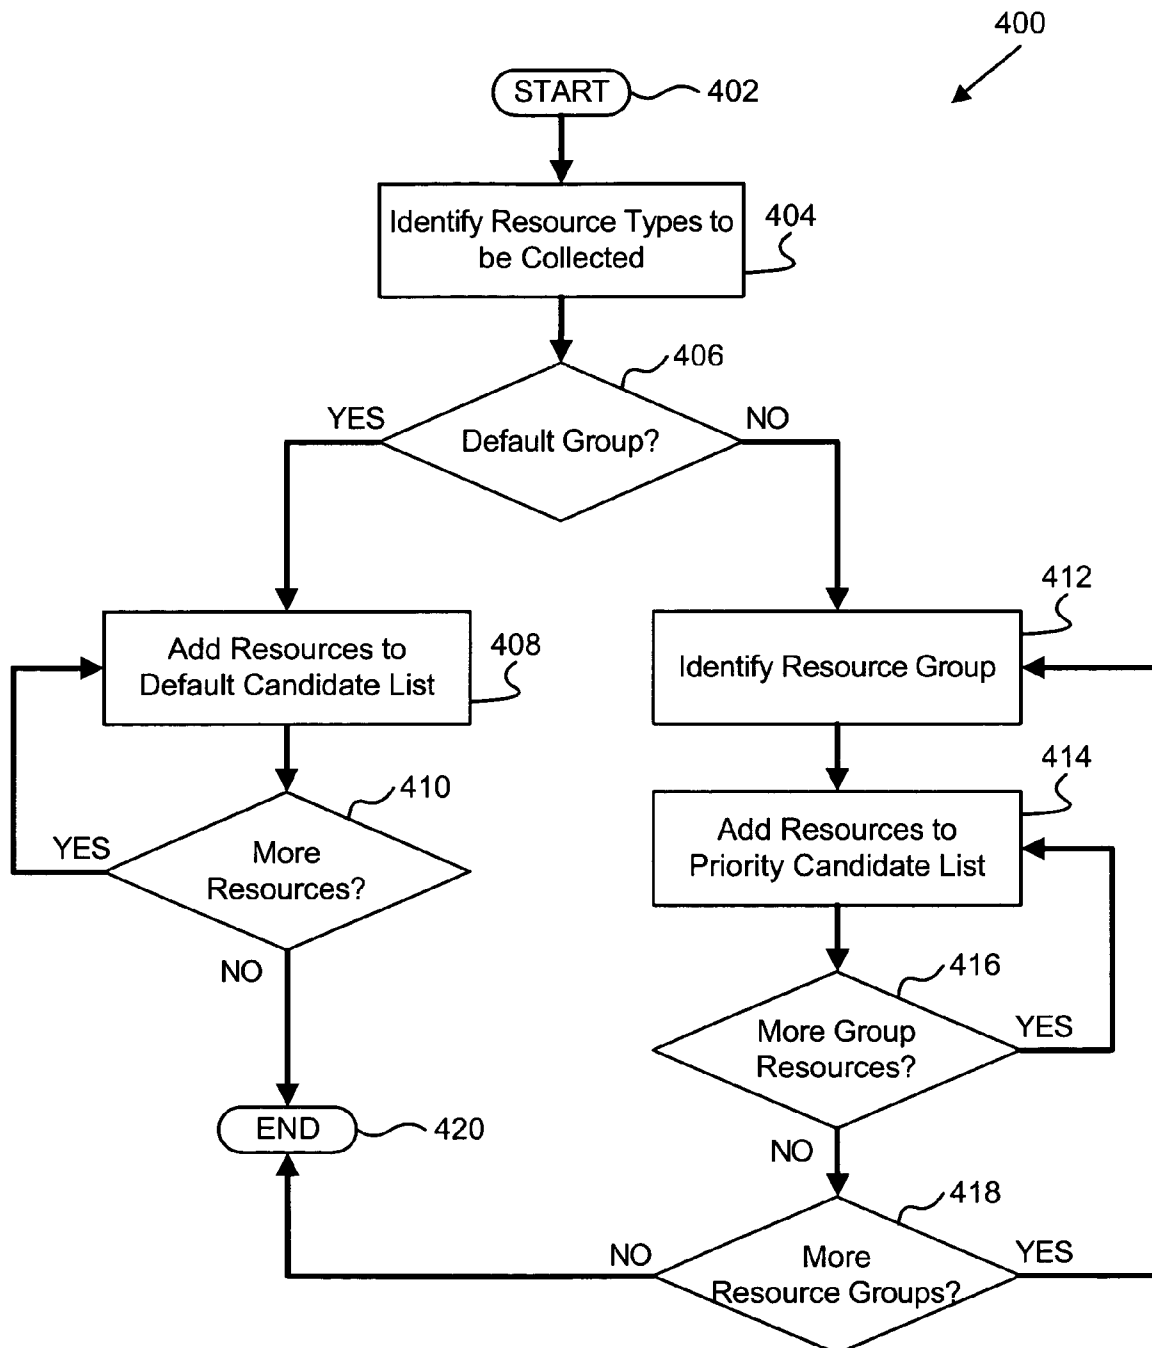 400
START
402
Identify Resource Types to
be Collected
404
406
YES
NO
Default Group?
412
Add Resources to
Default Candidate List
408
Identify Resource Group
414
410
Add Resources to
Priority Candidate List
YES
More
Resources?
NO
416
More Group
Resources?
YES
END
420
NO
418
NO
YES
More
Resource Groups?